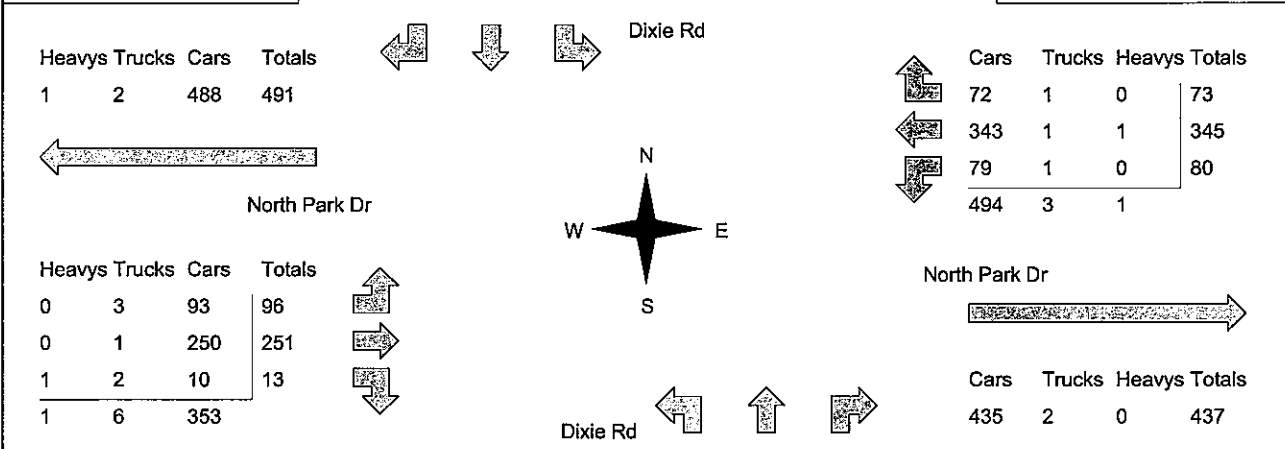 Dixie Rd
Heavys Trucks Cars Totals
1 2 488 491
North Park Dr
Heavys Trucks Cars Totals
0 3 93 96
0 1 250 251
1 2 10 13
1 6 353
N
W E
S
Cars Trucks Heavys Totals
72 1 0 73
343 1 1 345
79 1 0 80
494 3 1
North Park Dr
Cars Trucks Heavys Totals
435 2 0 437
Dixie Rd